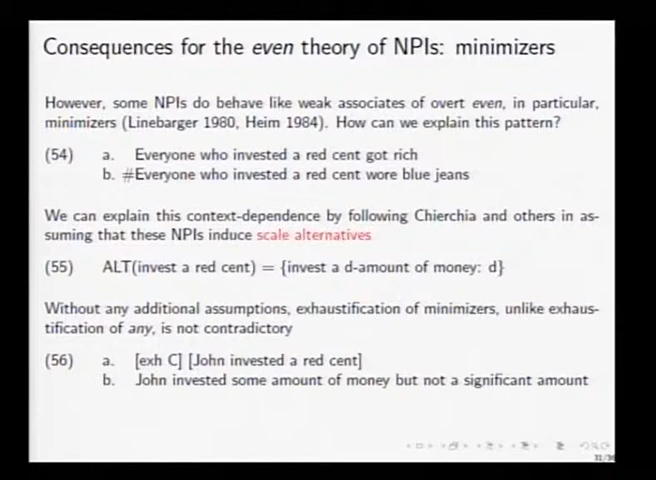 Consequences for the even theory of NPIs: minimizers
However, some NPIs do behave like weak associates of overt even, in particular,
minimizers (Linebarger 1980, Heim 1984). How can we explain this pattern?
(54) a. Everyone who invested a red cent got rich
b. #Everyone who invested a red cent wore blue jeans
We can explain this context-dependence by following Chierchia and others in as-
suming that these NPIs induce scale alternatives
(55) ALT(invest a red cent) = {invest a d-amount of money: d}
Without any additional assumptions, exhaustification of minimizers, unlike exhaus-
tification of any, is not contradictory
(56) a. [exh C] [John invested a red cent]
b. John invested some amount of money but not a significant amount